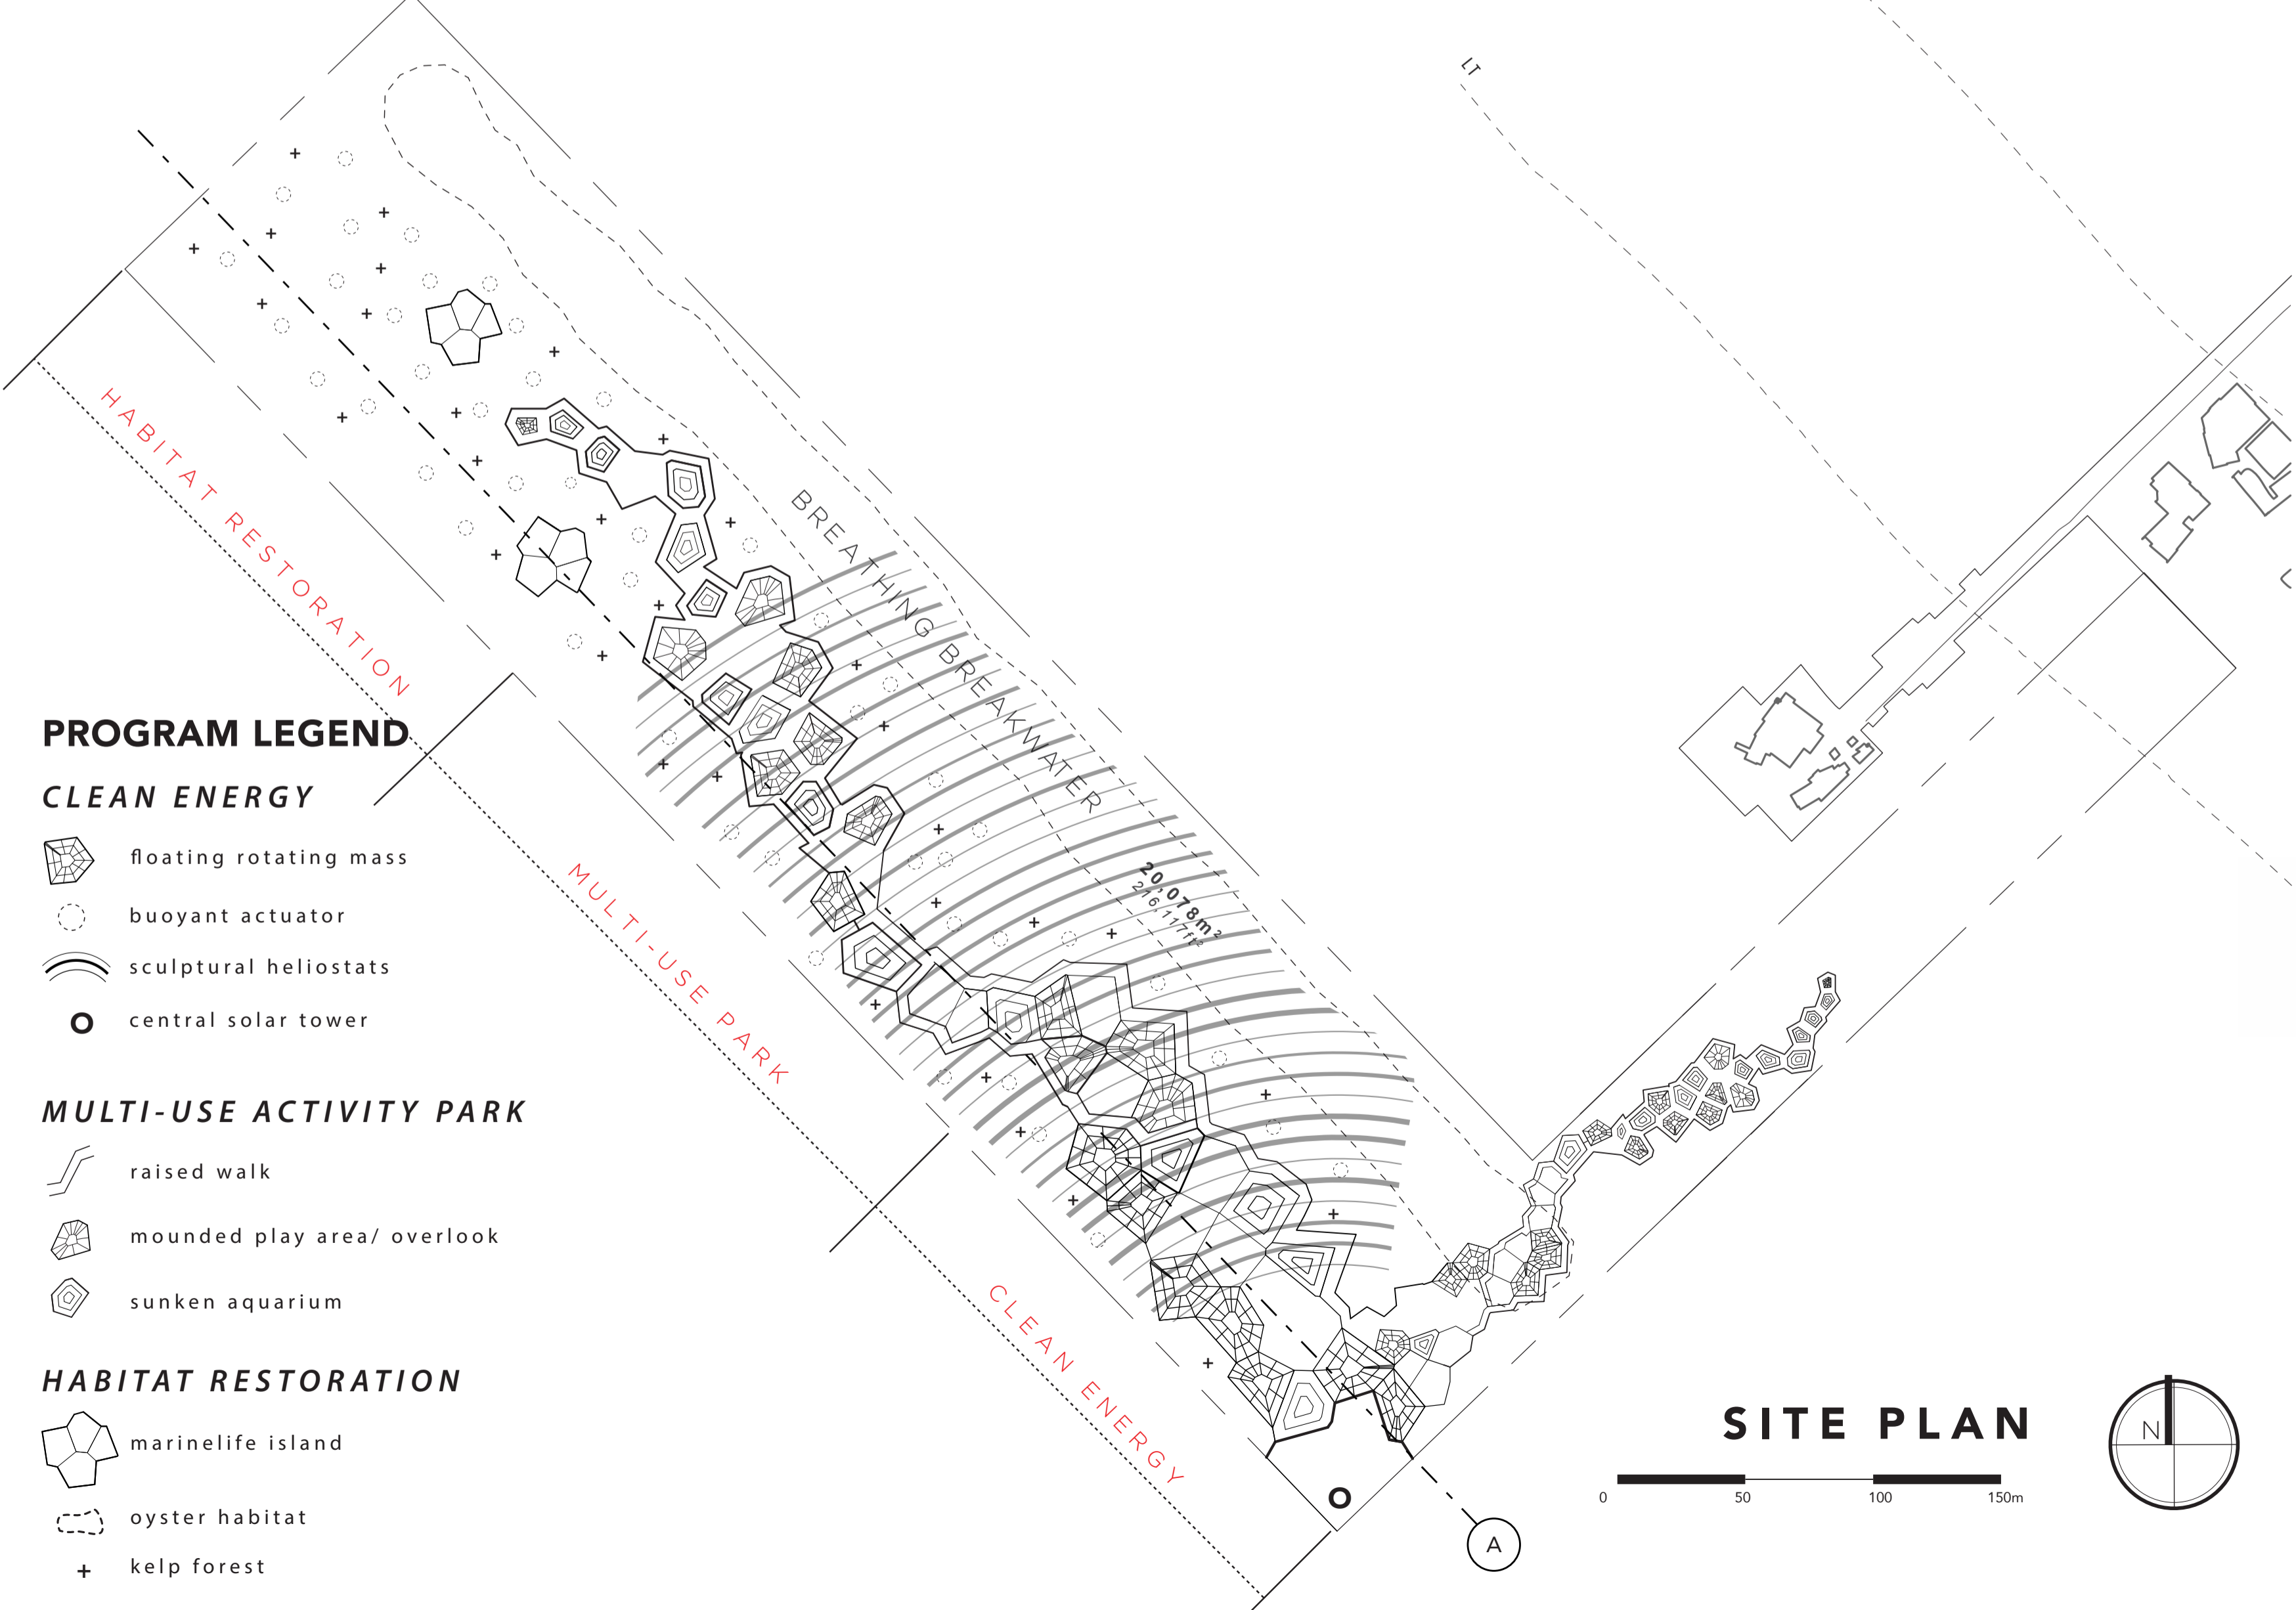 LT
HABITAT RESTORATION
BREATHING BREAKWATER
20,078m²
216,117ft²
MULTI-USE PARK
CLEAN ENERGY
PROGRAM LEGEND
CLEAN ENERGY
floating rotating mass
buoyant actuator
sculptural heliostats
central solar tower
MULTI-USE ACTIVITY PARK
raised walk
mounded play area/ overlook
sunken aquarium
HABITAT RESTORATION
marinelife island
oyster habitat
kelp forest
SITE PLAN
0 50 100 150m
N
A